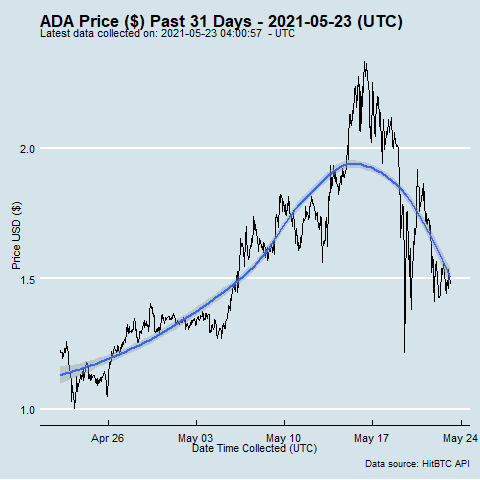 ADA Price ($) Past 31 Days - 2021-05-23 (UTC)
Latest data collected on: 2021-05-23 04:00:57 - UTC
2.0
Price USD ($)
1.5
1.0
Apr 26 May 03 May 10 May 17 May 24
Date Time Collected (UTC)
Data source: HitBTC API